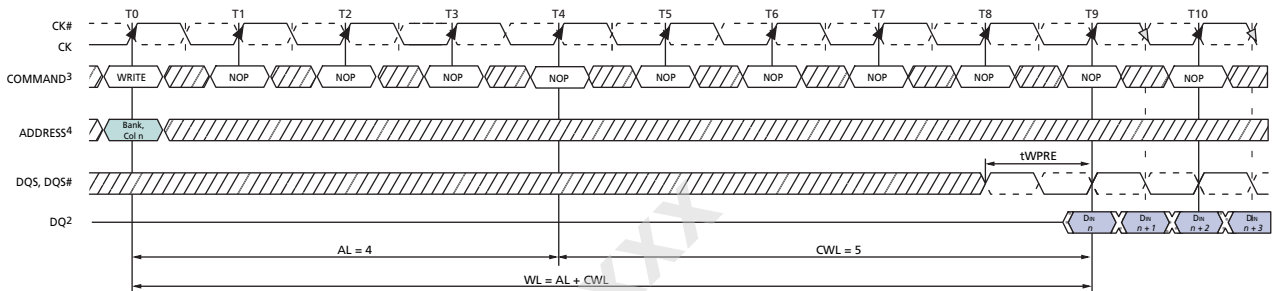 T0 T1 T2 T3 T4 T5 T6 T7 T8 T9 T10
CK#
CK
COMMAND3 WRITE NOP NOP NOP NOP NOP NOP NOP NOP NOP NOP
ADDRESS4 Bank,
Col n
tWPRE
DQS, DQS#
DQ2 DIN DIN DIN DIN
n n + 1 n + 2 n + 3
AL = 4 CWL = 5
WL = AL + CWL